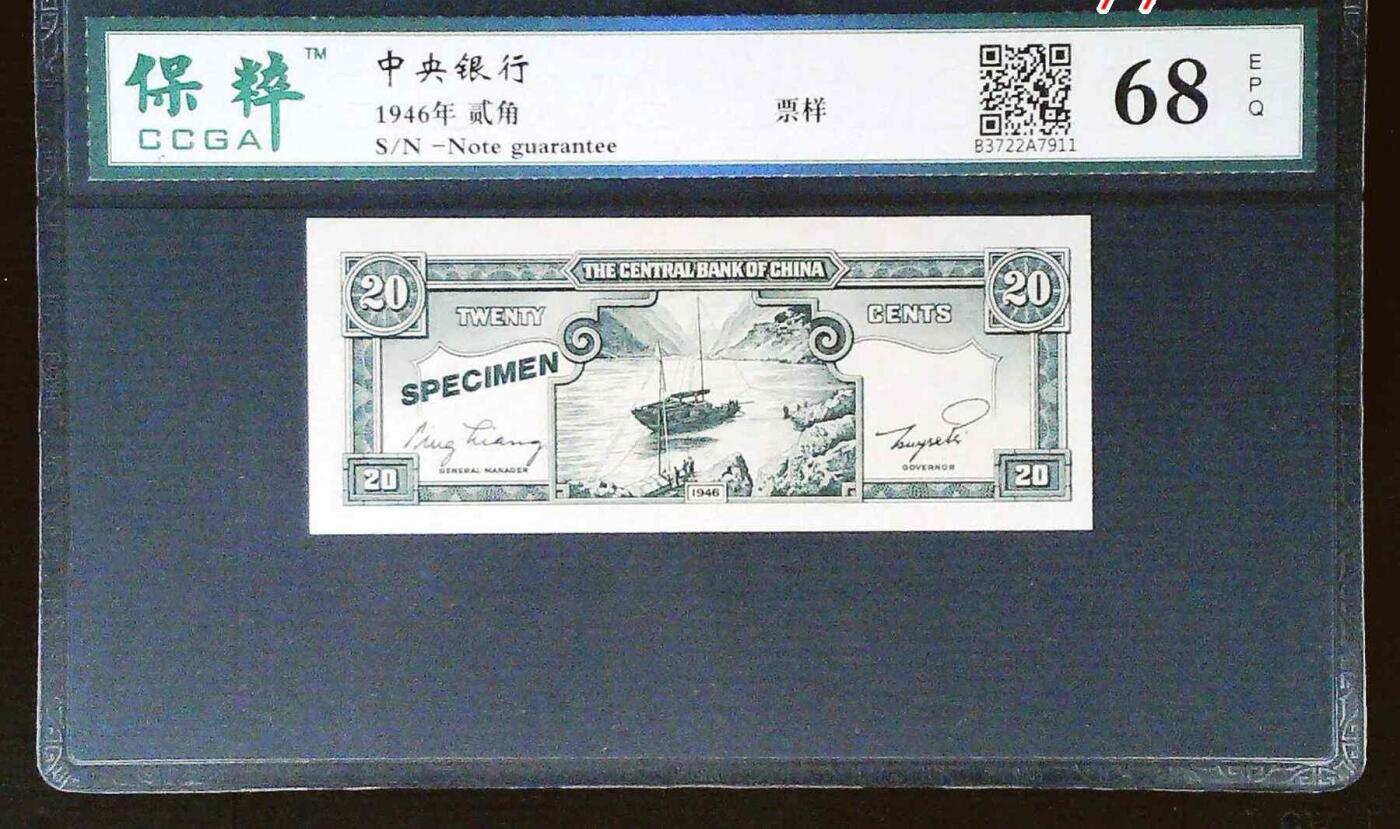 保粹™
CCGA
中央银行
1946年 贰角
票样
S/N -Note guarantee
B3722A7911
68
EPQ
THE CENTRAL BANK OF CHINA
20
20
TWENTY
CENTS
SPECIMEN
GENERAL MANAGER
GOVERNOR
20
20
1946